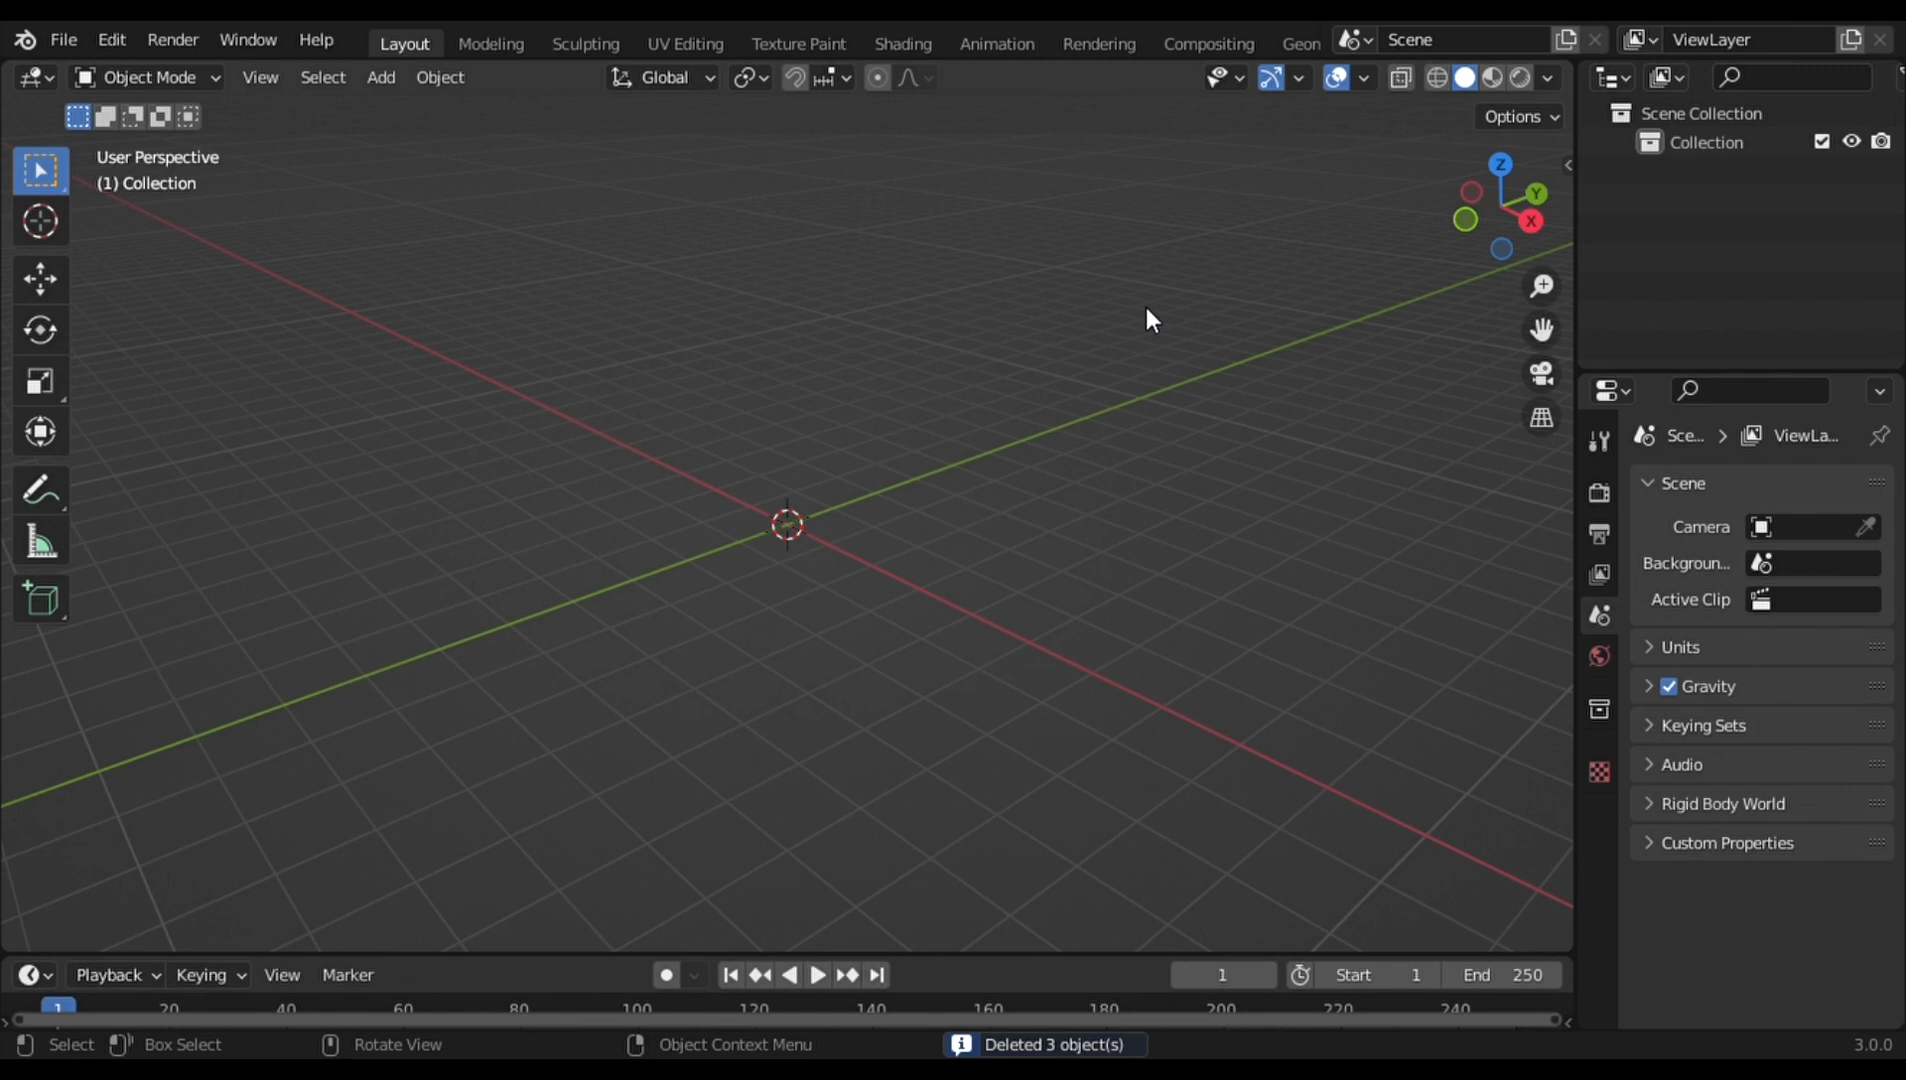 File Edit Render Window Help Layout Modeling Sculpting UV Editing Texture Paint Shading Animation Rendering Compositing Geon Scene ViewLayer
Object Mode View Select Add Object Global
Options
User Perspective
(1) Collection
Z
Y
X
Scene Collection
Collection
Sce... ViewLa...
Scene
Camera
Backgroun...
Active Clip
Units
Gravity
Keying Sets
Audio
Rigid Body World
Custom Properties
Playback Keying View Marker 1 Start 1 End 250
1 20 40 60 80 100 120 140 160 180 200 220 240
Select Box Select Rotate View Object Context Menu Deleted 3 object(s) 3.0.0